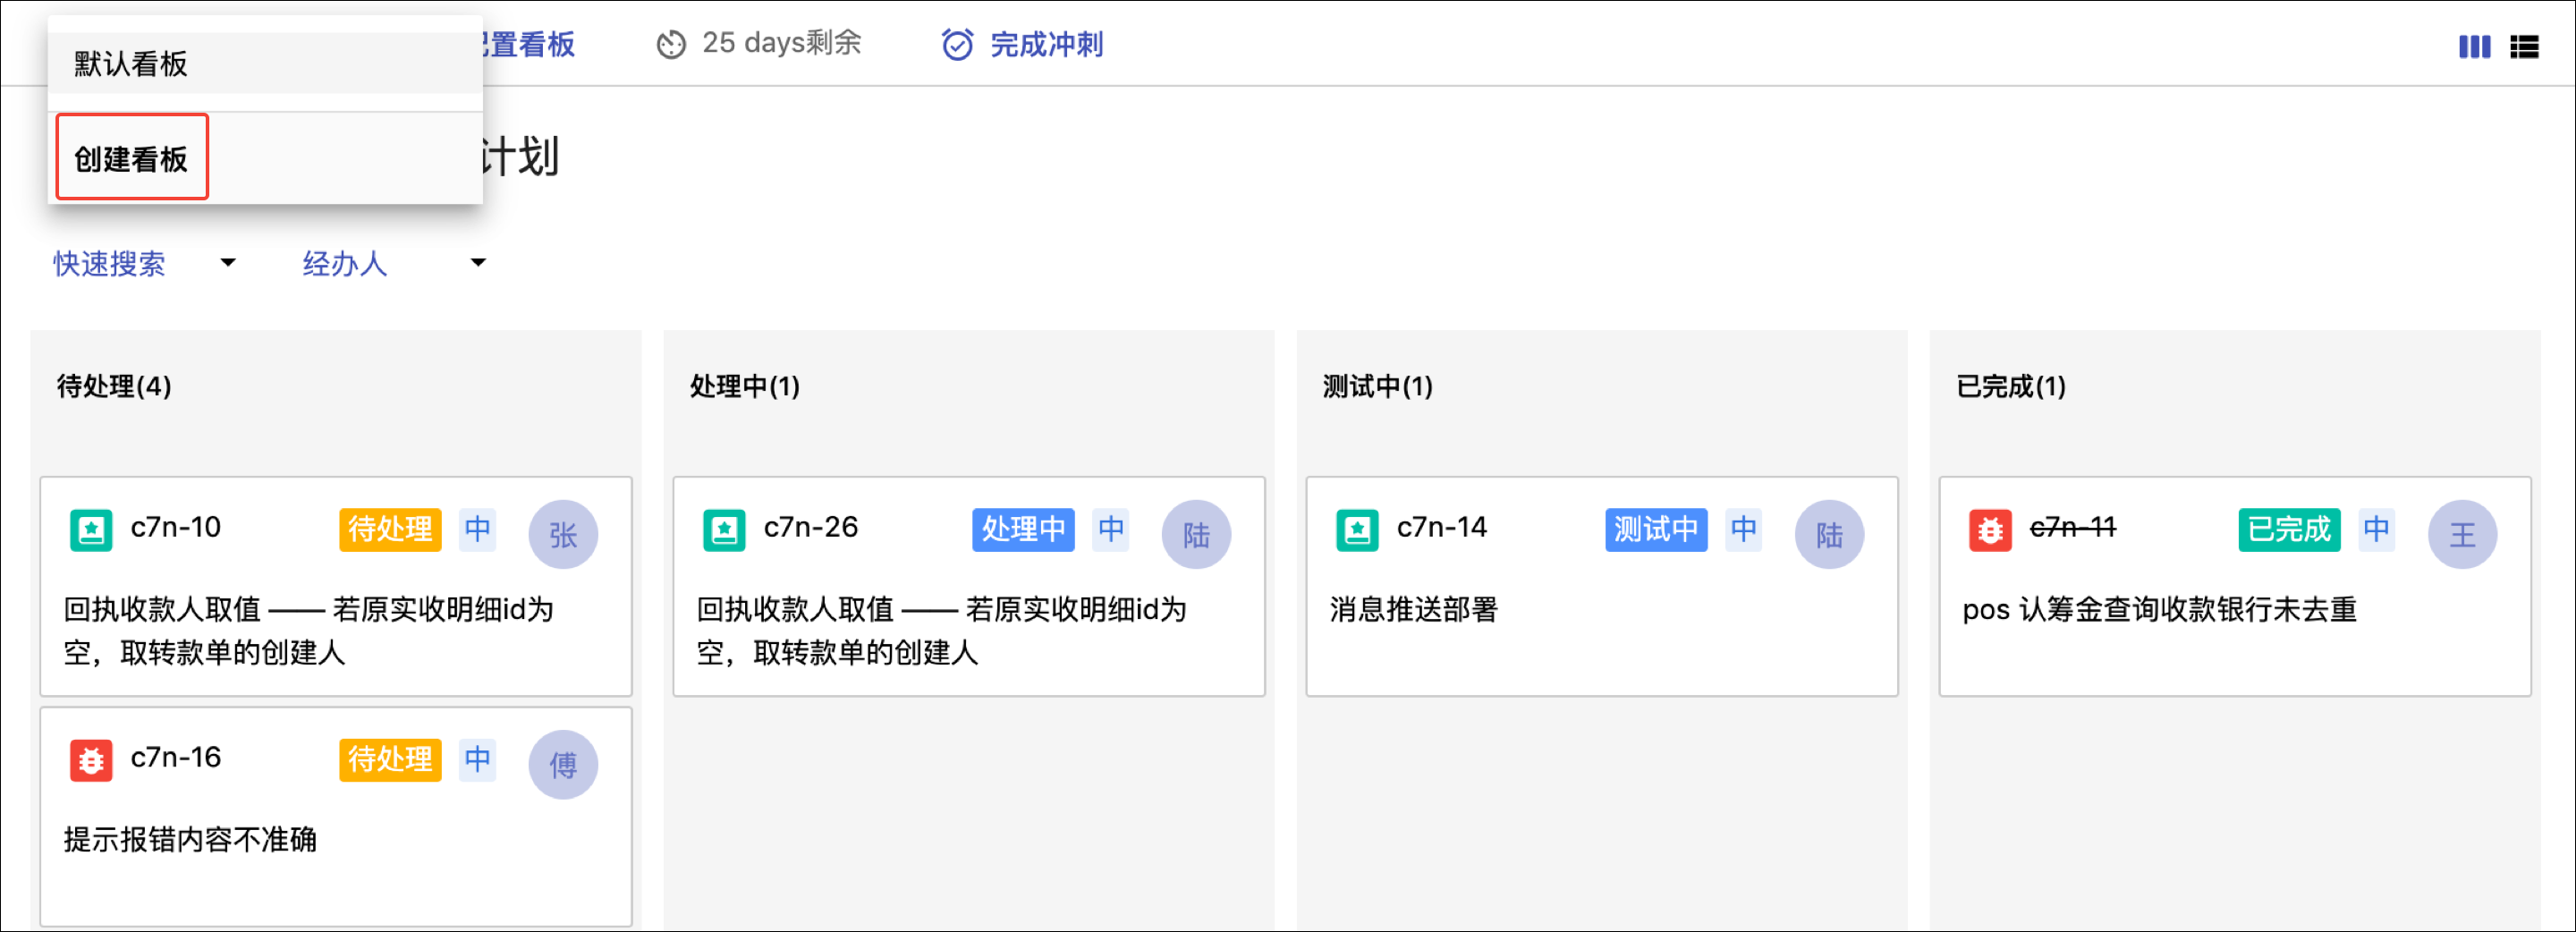 默认看板
创建看板
置看板
25 days剩余
完成冲刺
计划
快速搜索
经办人
待处理(4)
c7n-10
待处理
中
张
回执收款人取值 —— 若原实收明细id为
空，取转款单的创建人
c7n-16
待处理
中
傅
提示报错内容不准确
处理中(1)
c7n-26
处理中
中
陆
回执收款人取值 —— 若原实收明细id为
空，取转款单的创建人
测试中(1)
c7n-14
测试中
中
陆
消息推送部署
已完成(1)
c7n-11
已完成
中
王
pos 认筹金查询收款银行未去重